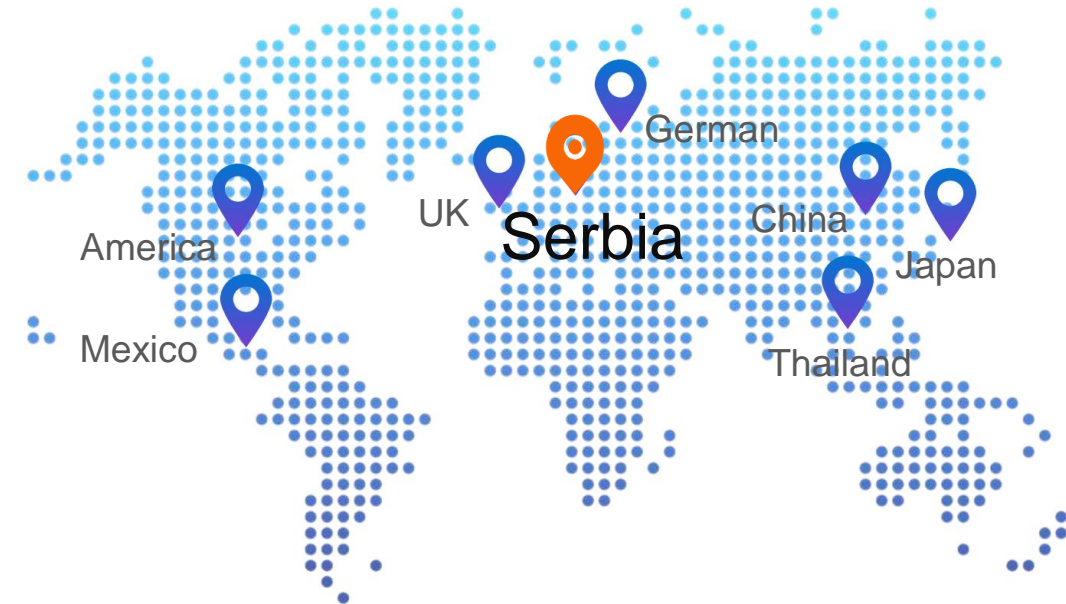 German
UK
Serbia
China
America
Japan
Mexico
Thailand